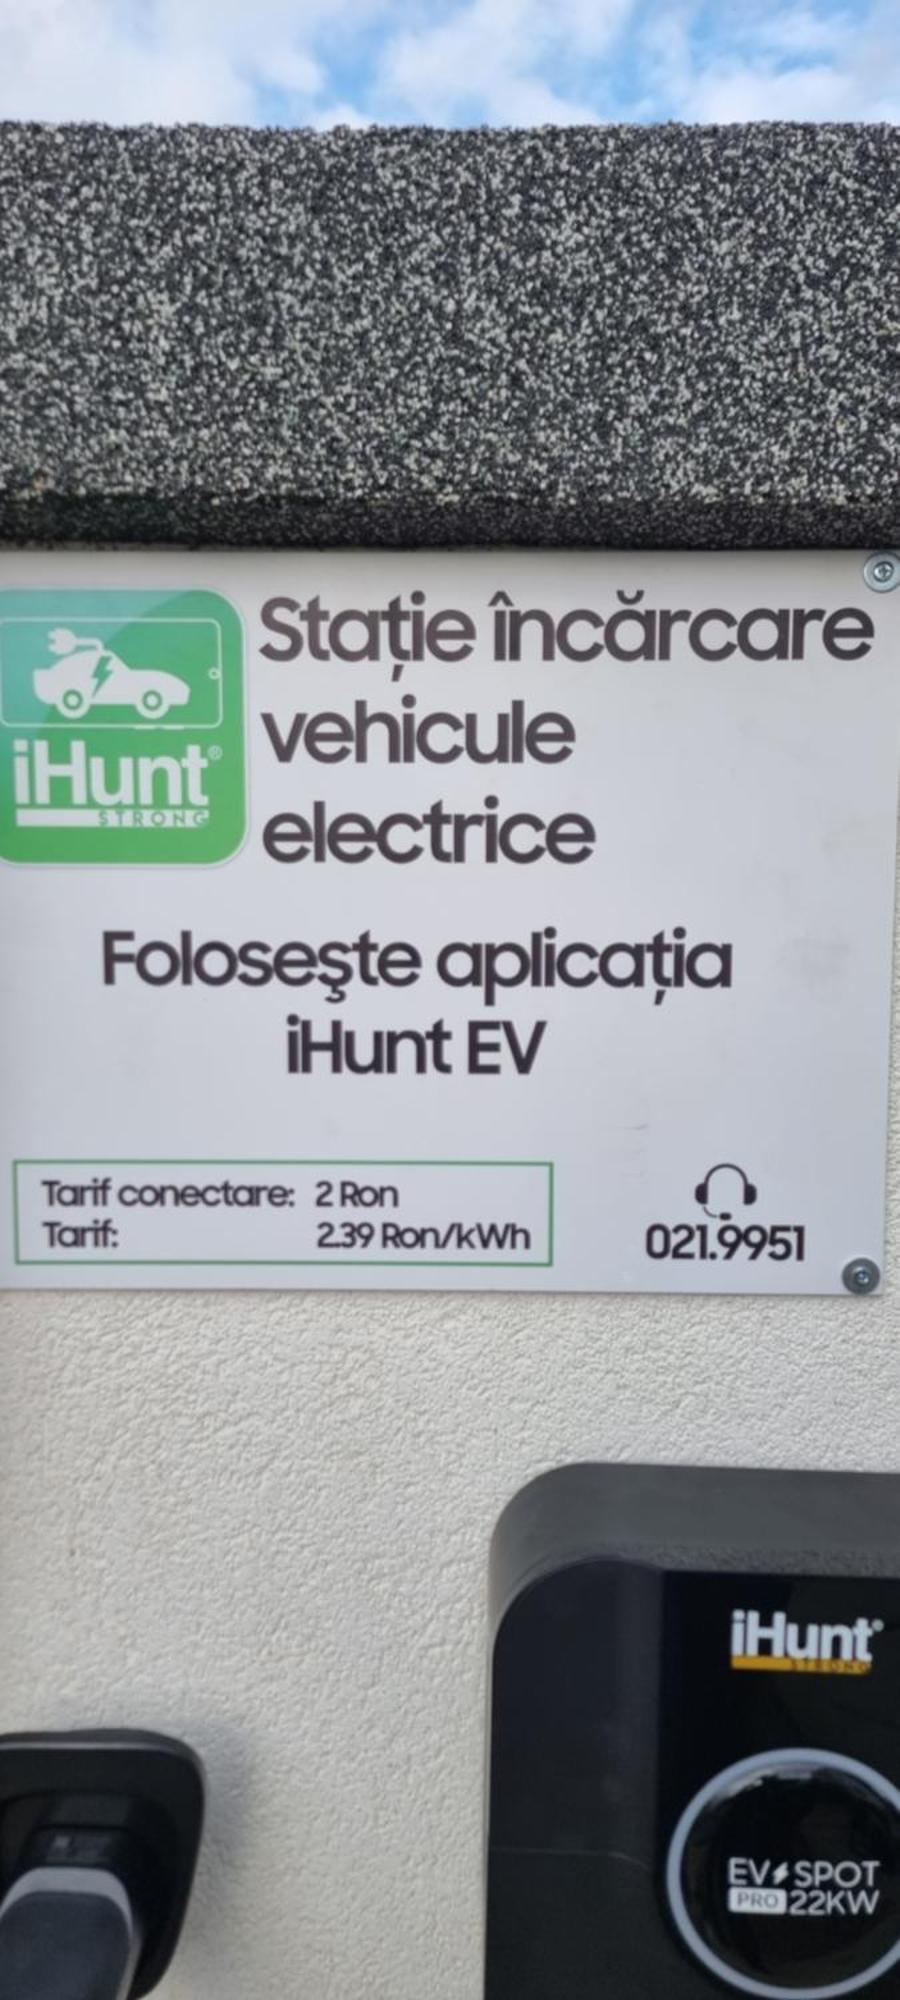 Stație încărcare
vehicule
electrice
iHunt®
STRONG
Folosește aplicația
iHunt EV
Tarif conectare: 2 Ron
Tarif: 2.39 Ron/kWh
021.9951
iHunt®
STRONG
EV SPOT
PRO 22KW